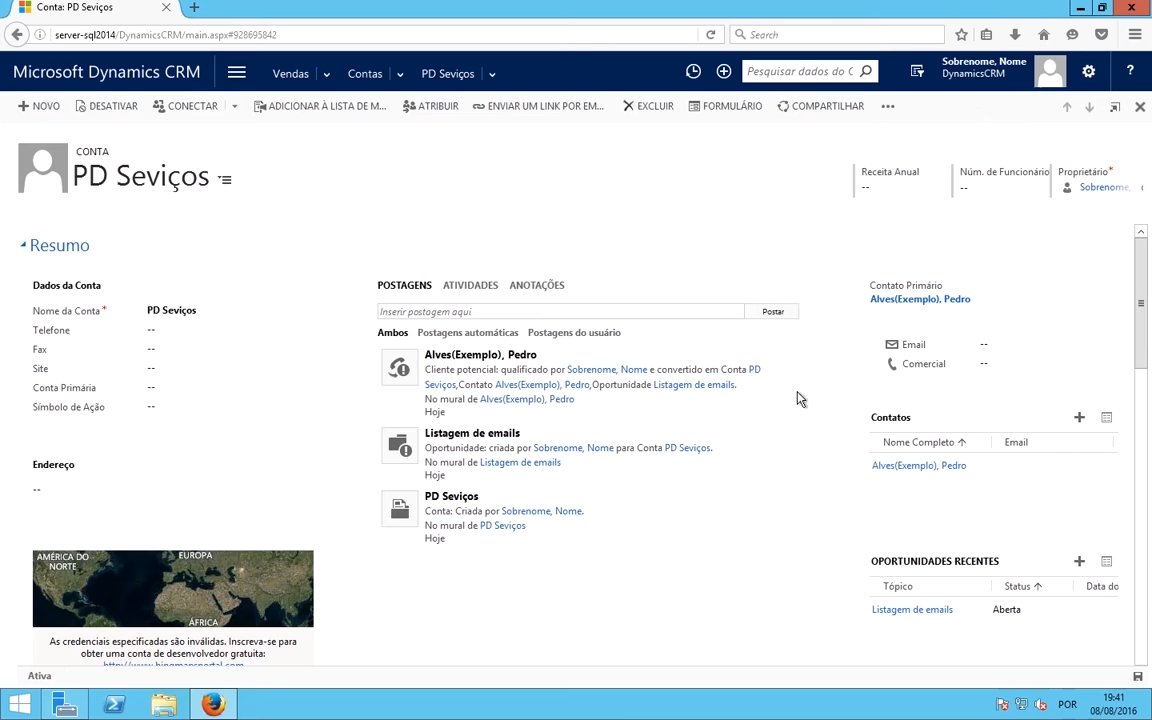 Conta: PD Seviços
server-sql2014/DynamicsCRM/main.aspx#928695842
Search
Microsoft Dynamics CRM
Vendas
Contas
PD Seviços
Pesquisar dados do C
Sobrenome, Nome
DynamicsCRM
?
NOVO
DESATIVAR
CONECTAR
ADICIONAR À LISTA DE M...
ATRIBUIR
ENVIAR UM LINK POR EM...
EXCLUIR
FORMULÁRIO
COMPARTILHAR
CONTA
PD Seviços
Receita Anual
--
Núm. de Funcionário
--
Proprietário*
Sobrenome,
Resumo
Dados da Conta
Nome da Conta* PD Seviços
Telefone --
Fax --
Site --
Conta Primária --
Símbolo de Ação --
Endereço
--
AMÉRICA DO
NORTE
EUROPA
ÁFRICA
As credenciais especificadas são inválidas. Inscreva-se para
obter uma conta de desenvolvedor gratuita:
http://www.bingmapsportal.com
POSTAGENS ATIVIDADES ANOTAÇÕES
Inserir postagem aqui
Postar
Ambos Postagens automáticas Postagens do usuário
Alves(Exemplo), Pedro
Cliente potencial: qualificado por Sobrenome, Nome e convertido em Conta PD
Seviços,Contato Alves(Exemplo), Pedro,Oportunidade Listagem de emails.
No mural de Alves(Exemplo), Pedro
Hoje
Listagem de emails
Oportunidade: criada por Sobrenome, Nome para Conta PD Seviços.
No mural de Listagem de emails
Hoje
PD Seviços
Conta: Criada por Sobrenome, Nome.
No mural de PD Seviços
Hoje
Contato Primário
Alves(Exemplo), Pedro
Email --
Comercial --
Contatos
Nome Completo Email
Alves(Exemplo), Pedro
OPORTUNIDADES RECENTES
Tópico Status Data do
Listagem de emails Aberta
Ativa
POR
19:41
08/08/2016